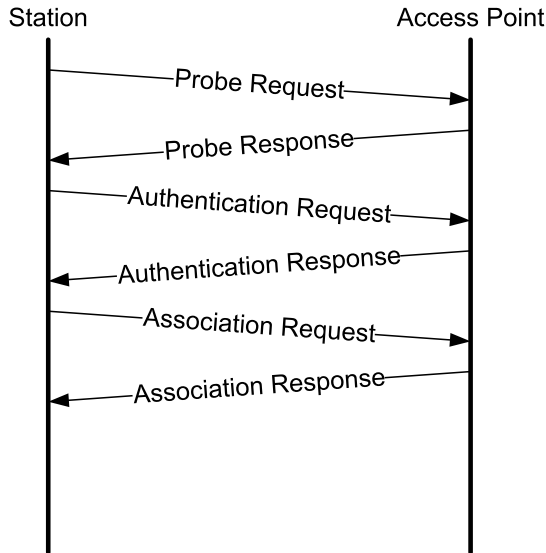 Station
Access Point
Probe Request
Probe Response
Authentication Request
Authentication Response
Association Request
Association Response